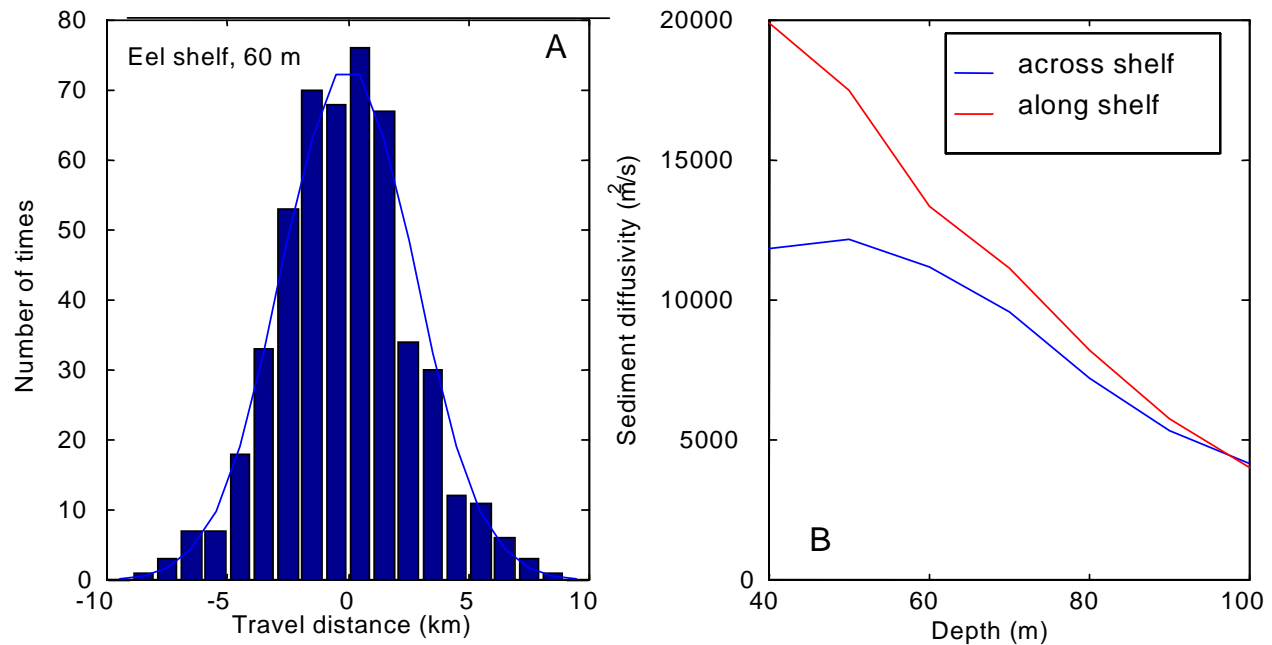 80
70
60
50
40
30
20
10
0
Number of times
Eel shelf, 60 m
A
-10
-5
0
5
10
Travel distance (km)
20000
15000
10000
5000
0
Sediment diffusivity (m²/s)
across shelf
along shelf
B
40
60
80
100
Depth (m)